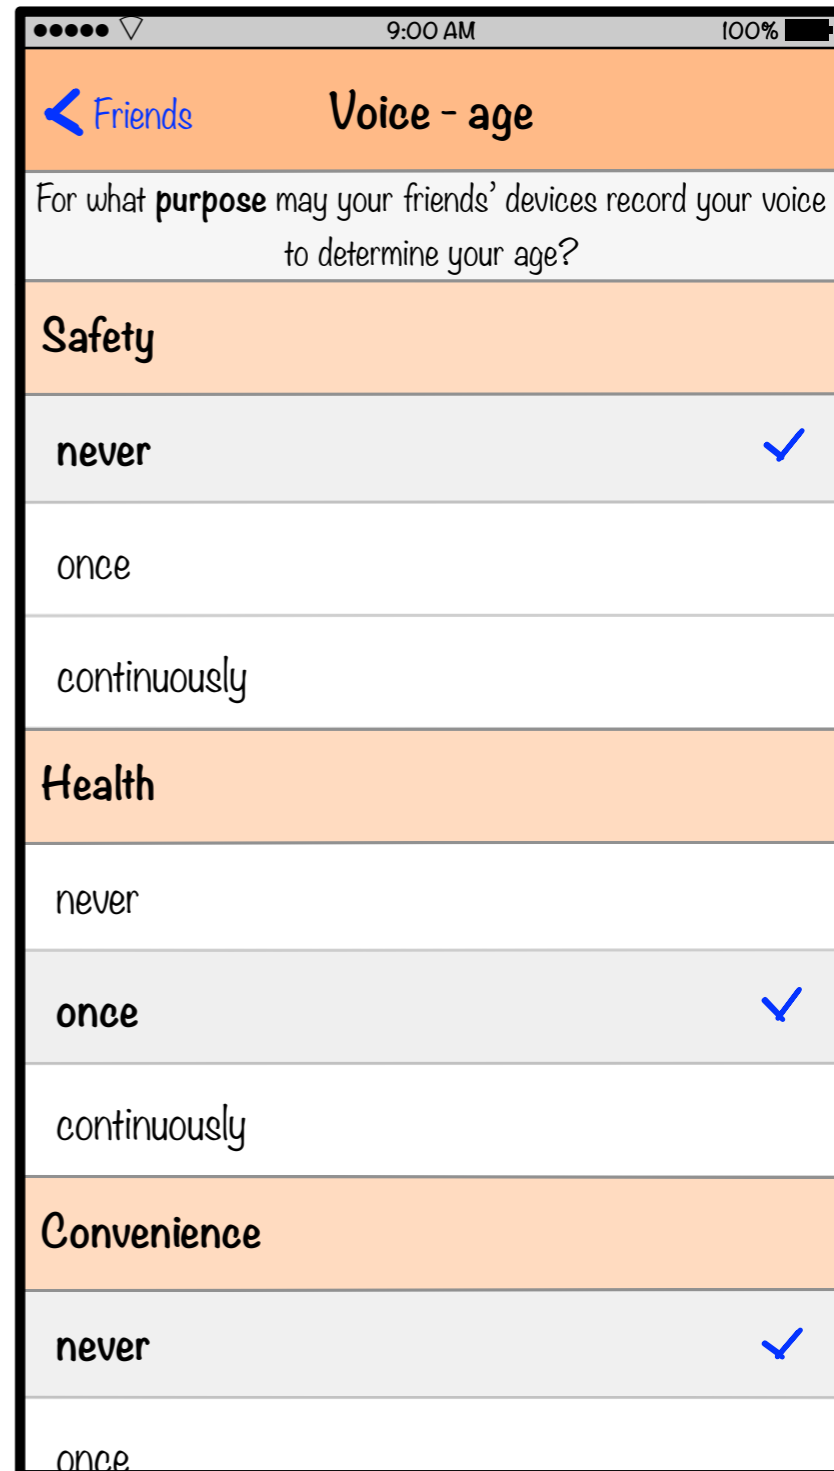 9:00 AM 100%
Friends Voice - age
For what purpose may your friends' devices record your voice
to determine your age?
Safety
never
once
continuously
Health
never
once
continuously
Convenience
never
once